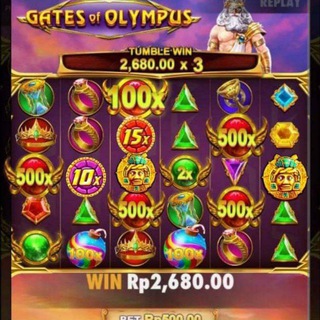 REPLAY
GATES of OLYMPUS
TUMBLE WIN
2,680.00 x 3
100X
15X
500X
500X
500X
10X
2X
500X
500X
100X
100X
WIN Rp2,680.00
BET Rp500.00